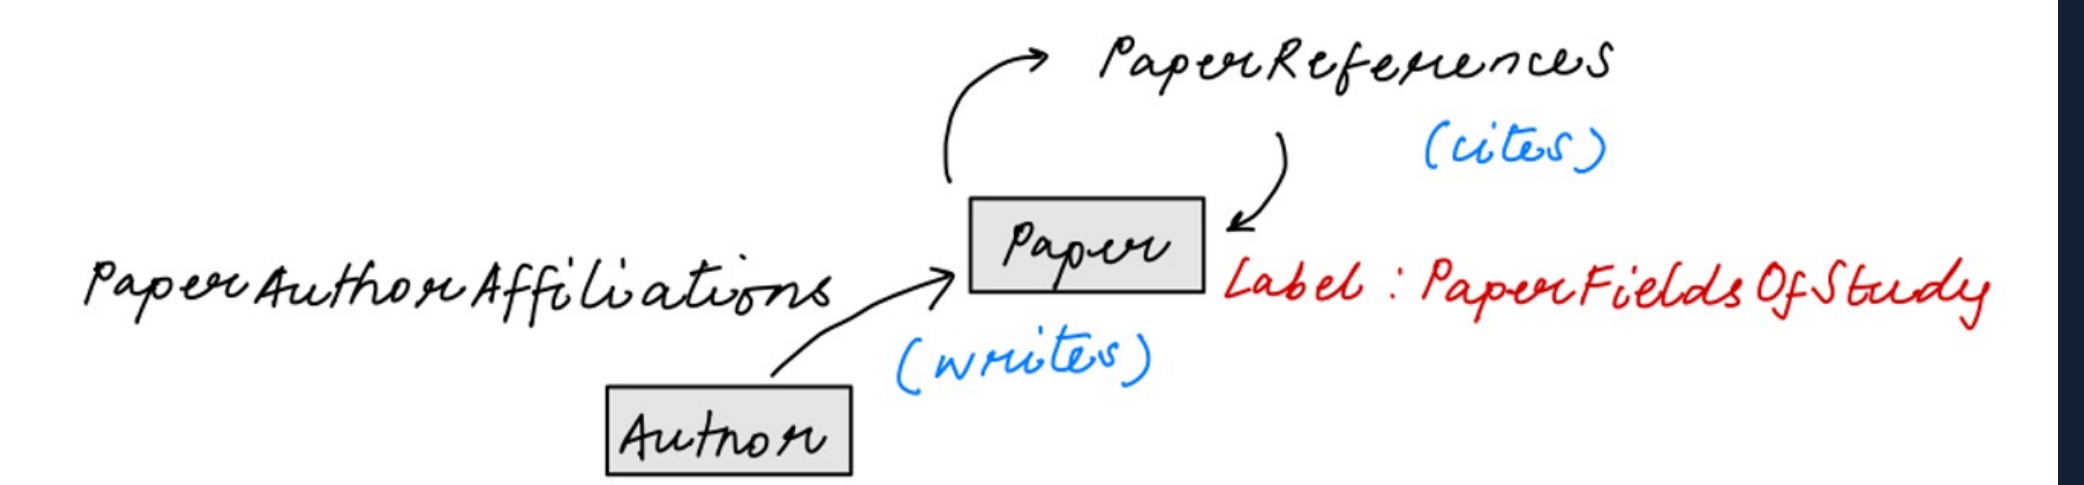 PaperReferences
(cites)
Paper
Label : PaperFieldsOfStudy
PaperAuthorAffiliations
(writes)
Author